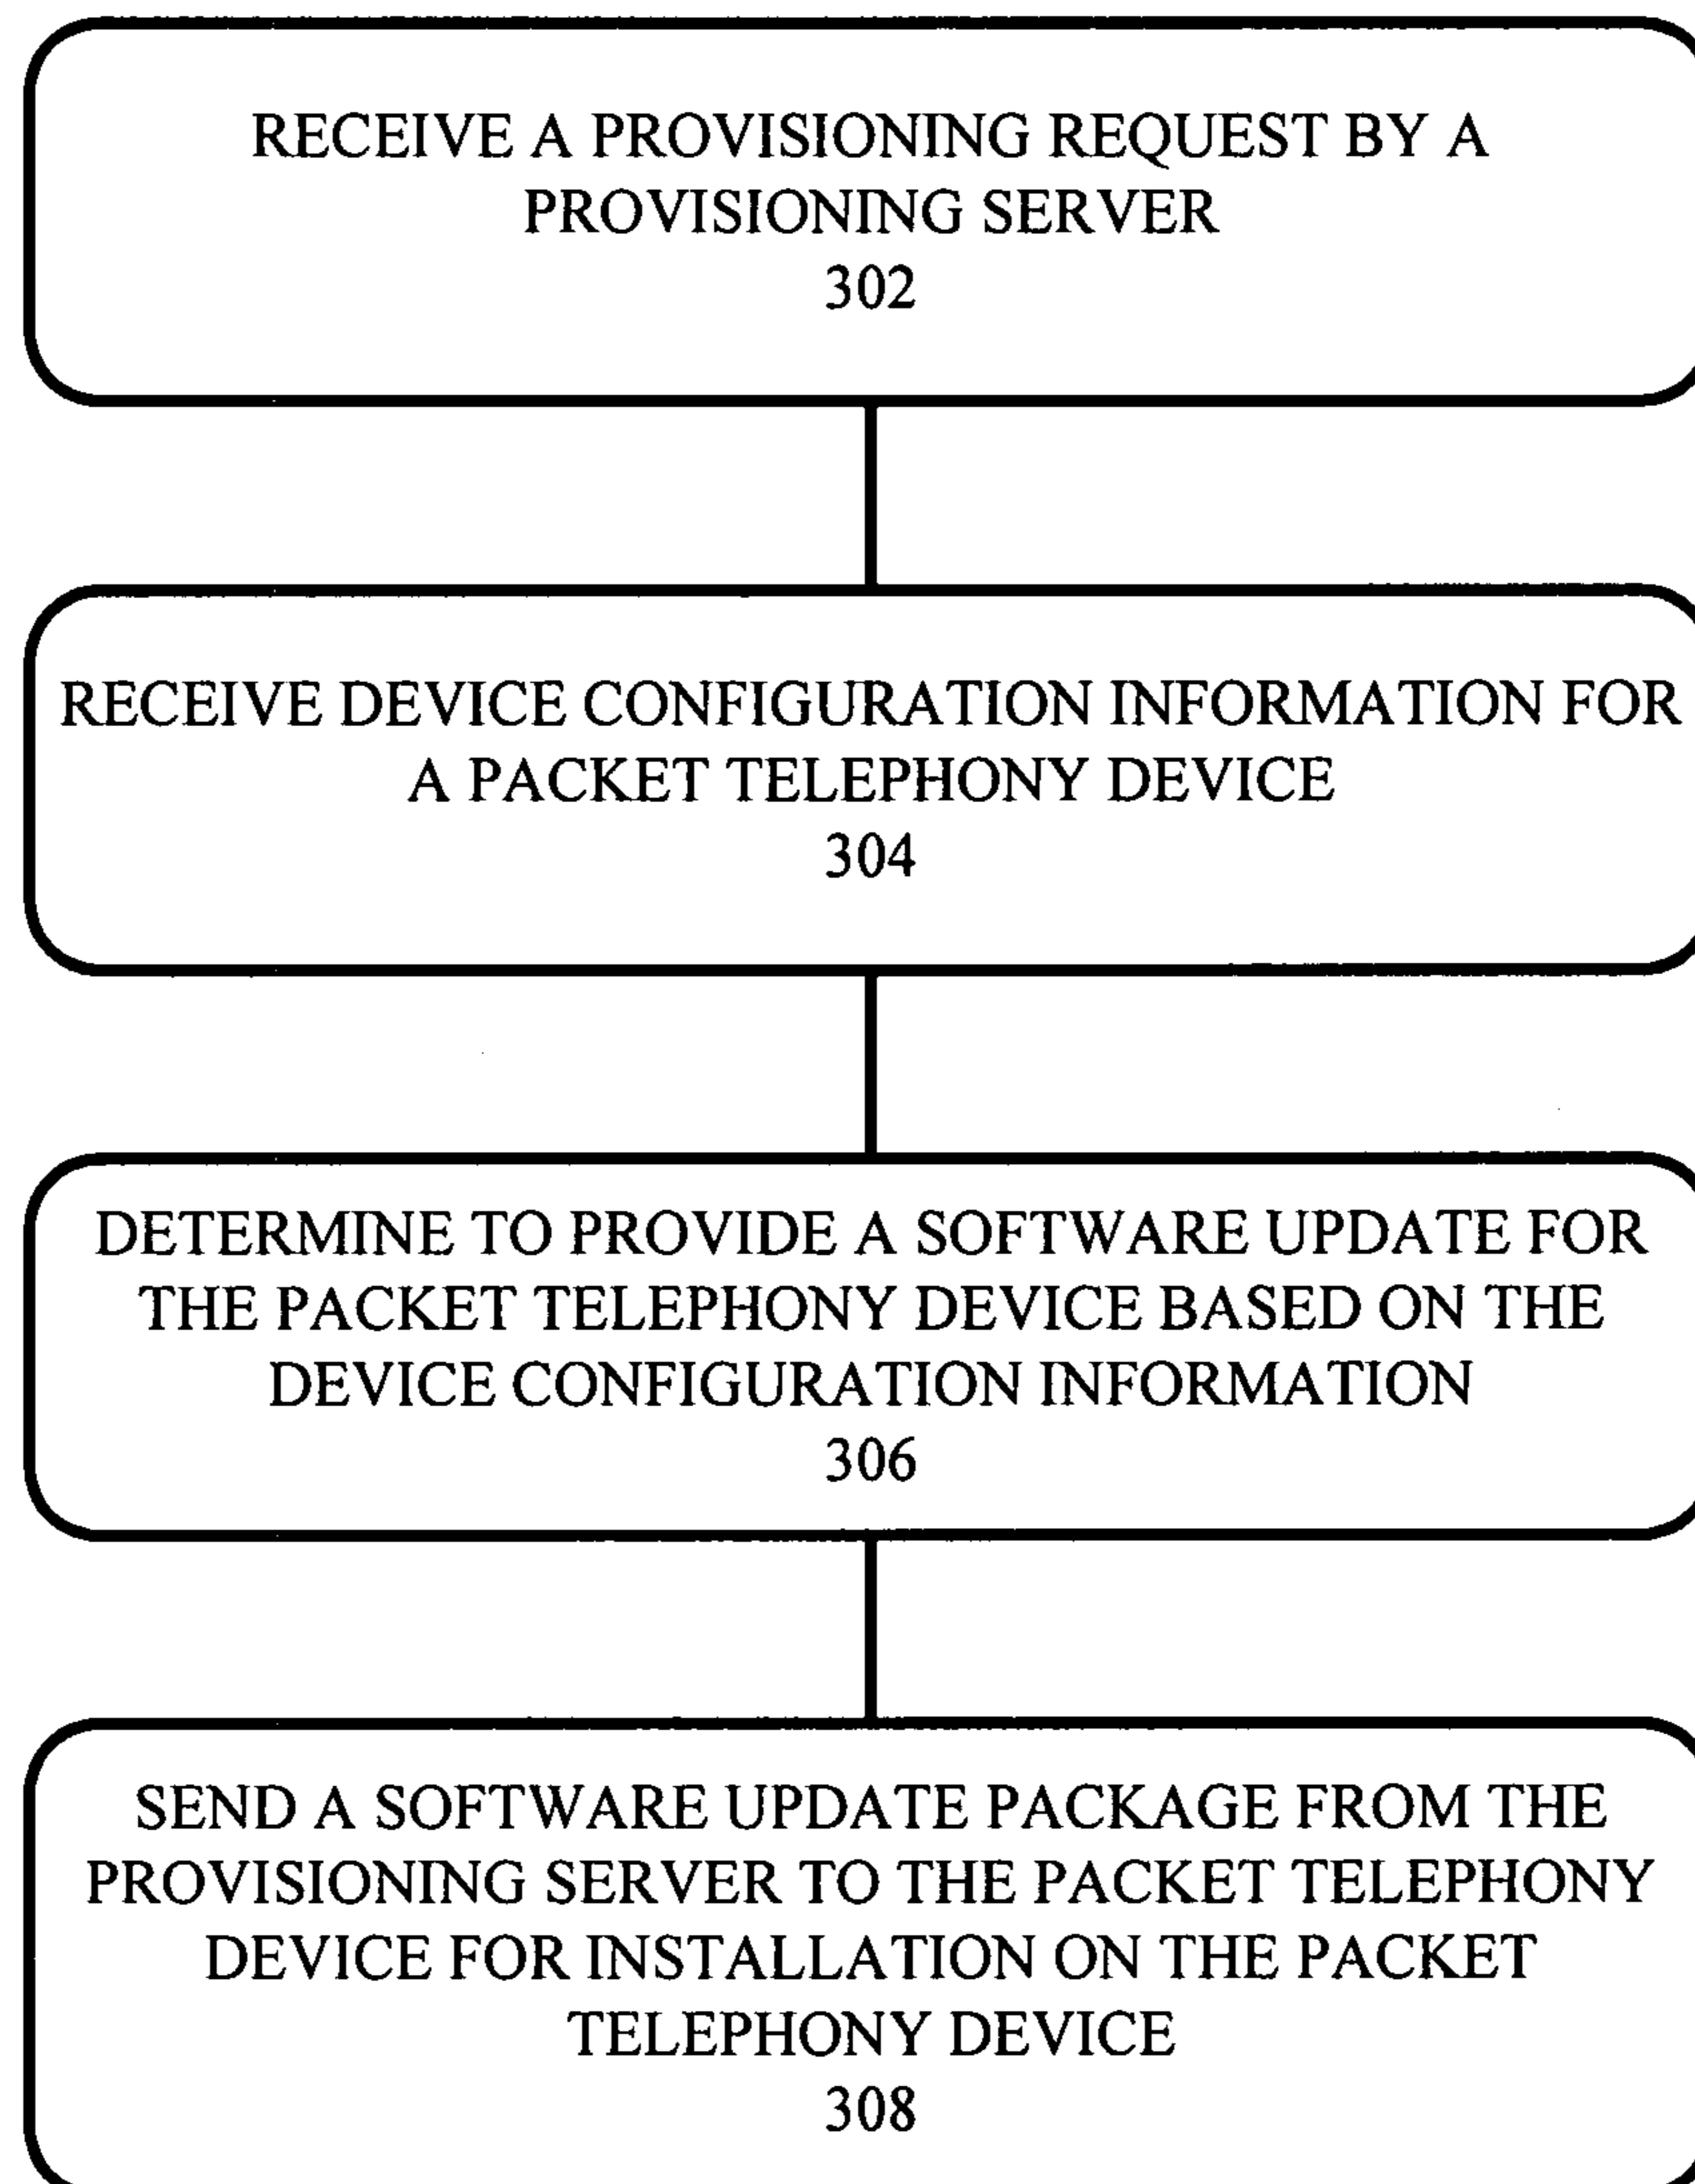 RECEIVE A PROVISIONING REQUEST BY A
PROVISIONING SERVER
302
RECEIVE DEVICE CONFIGURATION INFORMATION FOR
A PACKET TELEPHONY DEVICE
304
DETERMINE TO PROVIDE A SOFTWARE UPDATE FOR
THE PACKET TELEPHONY DEVICE BASED ON THE
DEVICE CONFIGURATION INFORMATION
306
SEND A SOFTWARE UPDATE PACKAGE FROM THE
PROVISIONING SERVER TO THE PACKET TELEPHONY
DEVICE FOR INSTALLATION ON THE PACKET
TELEPHONY DEVICE
308